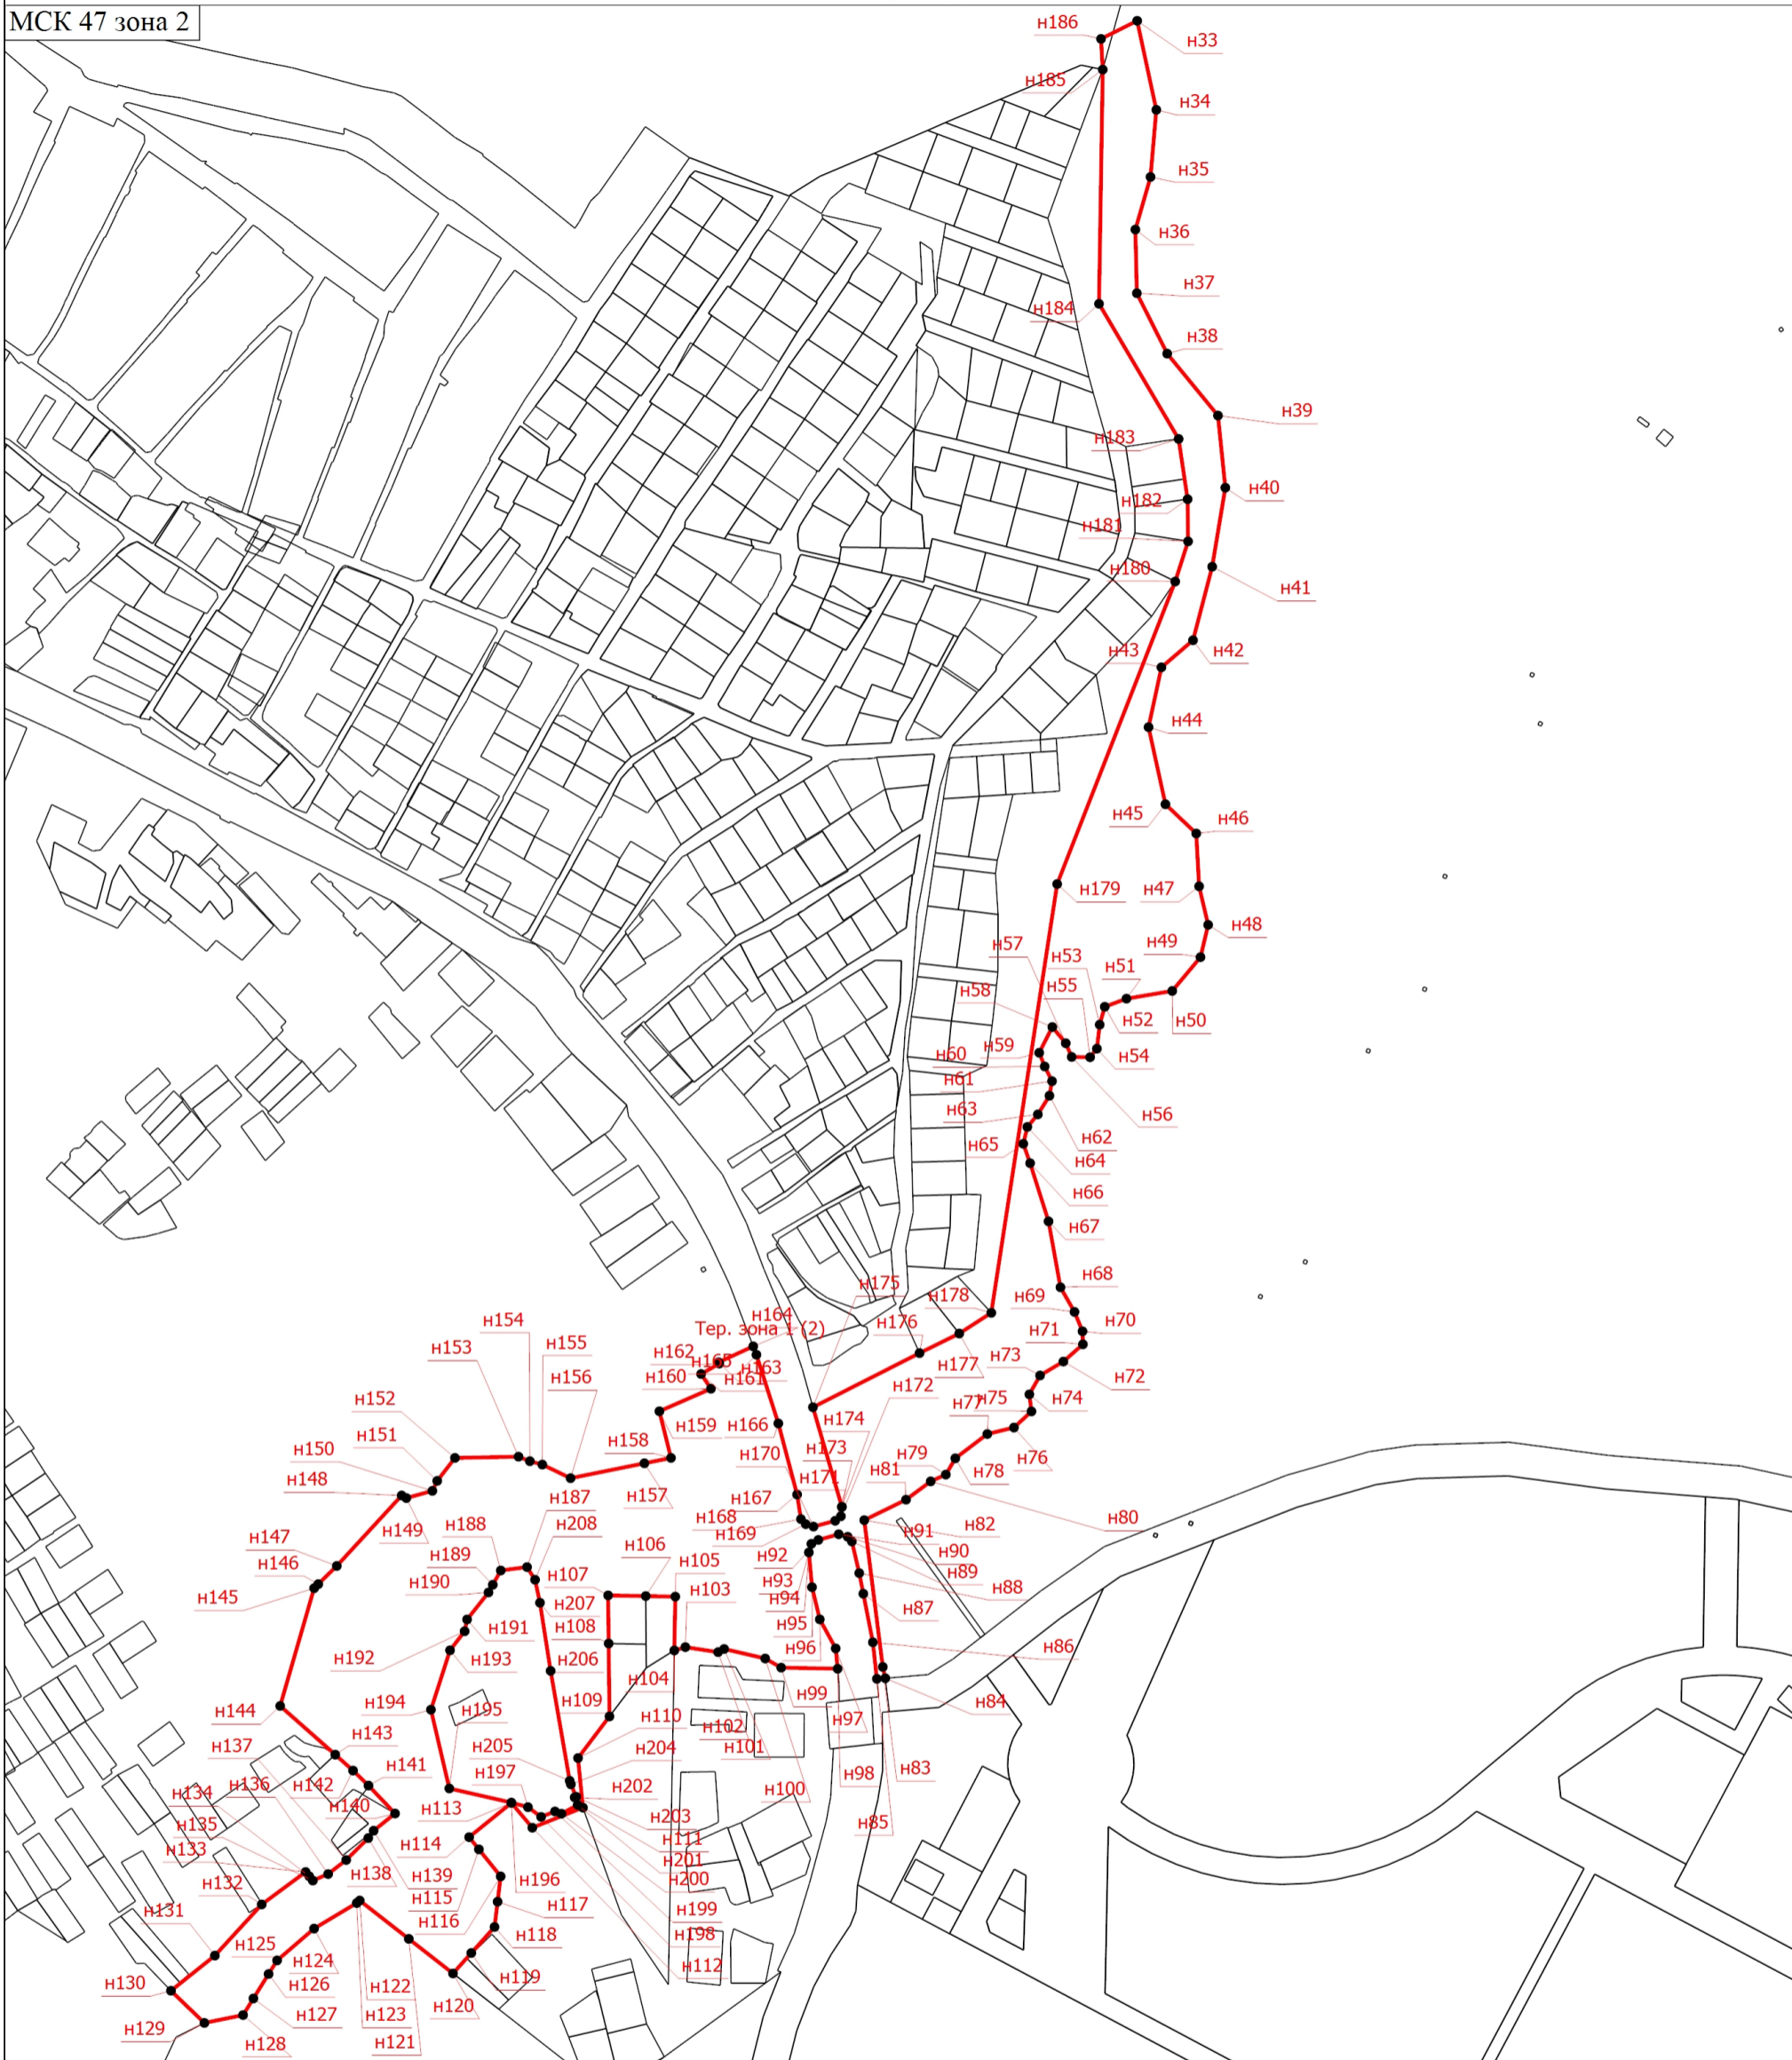 МСК 47 зона 2
н186
н33
н185
н34
н35
н36
н37
н184
н38
н39
н183
н40
н182
н181
н180
н41
н43
н42
н44
н45
н46
н179
н47
н48
н57
н53
н49
н51
н58
н55
н52
н50
н59
н60
н54
н61
н63
н56
н62
н65
н64
н66
н67
н68
н175
н178
н69
н164
Тер. зона 1 (2)
н176
н70
н154
н71
н153
н155
н162
н165
н163
н177
н73
н160
н161
н72
н156
н172
н152
н77
н75
н74
н159
н166
н174
н151
н158
н173
н76
н150
н170
н79
н78
н148
н171
н81
н157
н167
н187
н149
н168
н80
н188
н208
н169
н91
н82
н147
н106
н92
н90
н146
н189
н107
н105
н89
н190
н103
н93
н88
н145
н207
н94
н87
н191
н108
н95
н192
н193
н96
н86
н206
н104
н194
н195
н109
н99
н84
н144
н110
н102
н97
н137
н143
н101
н205
н204
н141
н197
н98
н83
н134
н136
н142
н202
н100
н140
н113
н203
н135
н114
н111
н85
н133
н201
н138
н139
н196
н200
н132
н115
н131
н116
н117
н199
н125
н118
н198
н124
н112
н130
н126
н122
н119
н120
н129
н127
н123
н128
н121